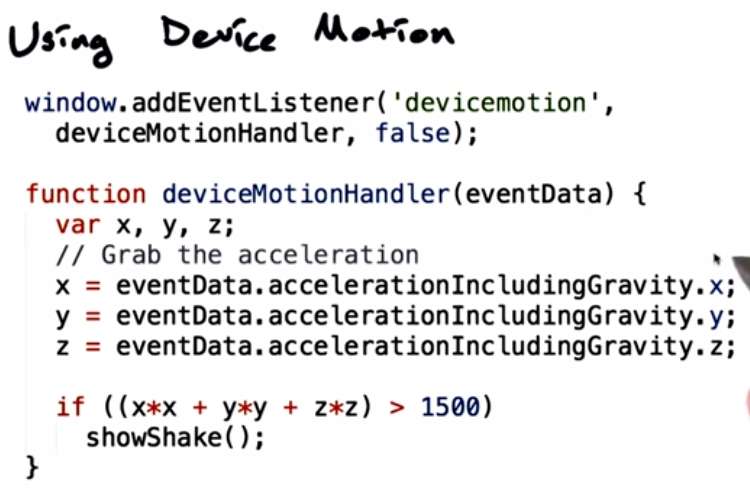 Using Device Motion
window.addEventListener('devicemotion',
deviceMotionHandler, false);
function deviceMotionHandler(eventData) {
var x, y, z;
// Grab the acceleration
x = eventData.accelerationIncludingGravity.x;
y = eventData.accelerationIncludingGravity.y;
z = eventData.accelerationIncludingGravity.z;
if ((x*x + y*y + z*z) > 1500)
showShake();
}